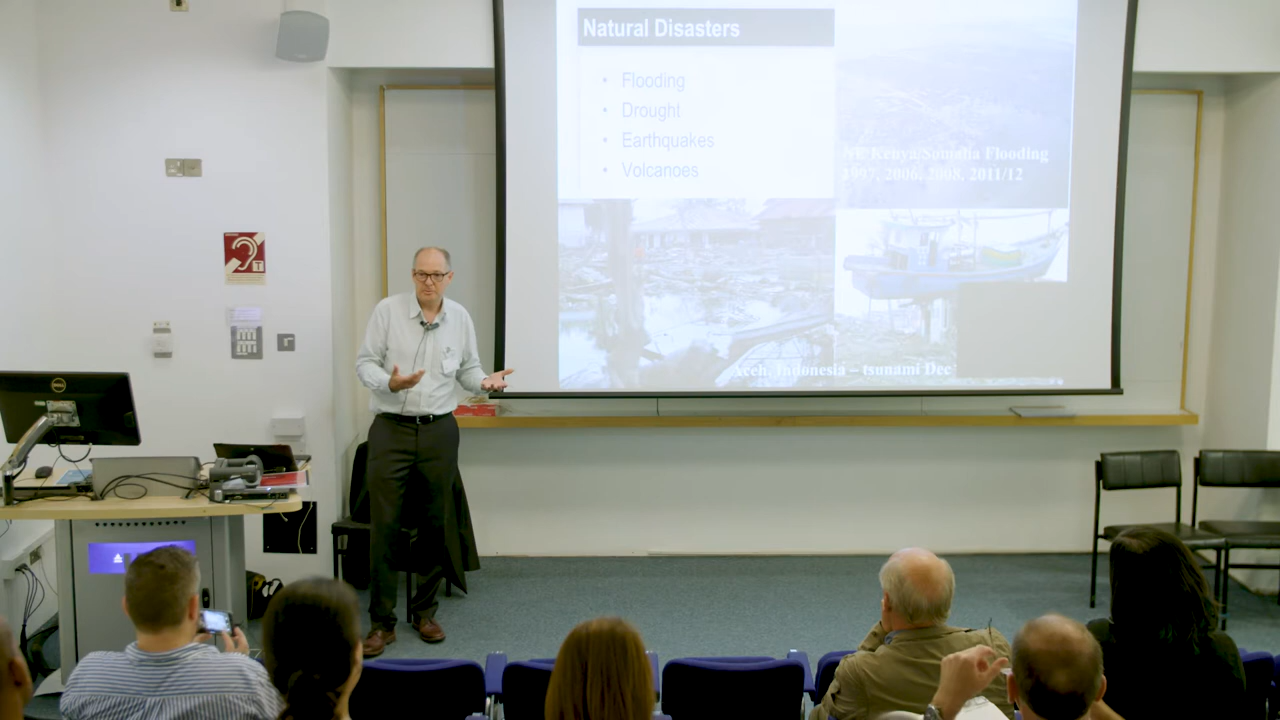 Natural Disasters
• Flooding
• Drought
• Earthquakes
• Volcanoes
NE Kenya/Somalia Flooding
1997, 2006, 2008, 2011/12
Aceh, Indonesia – tsunami Dec
DELL
T